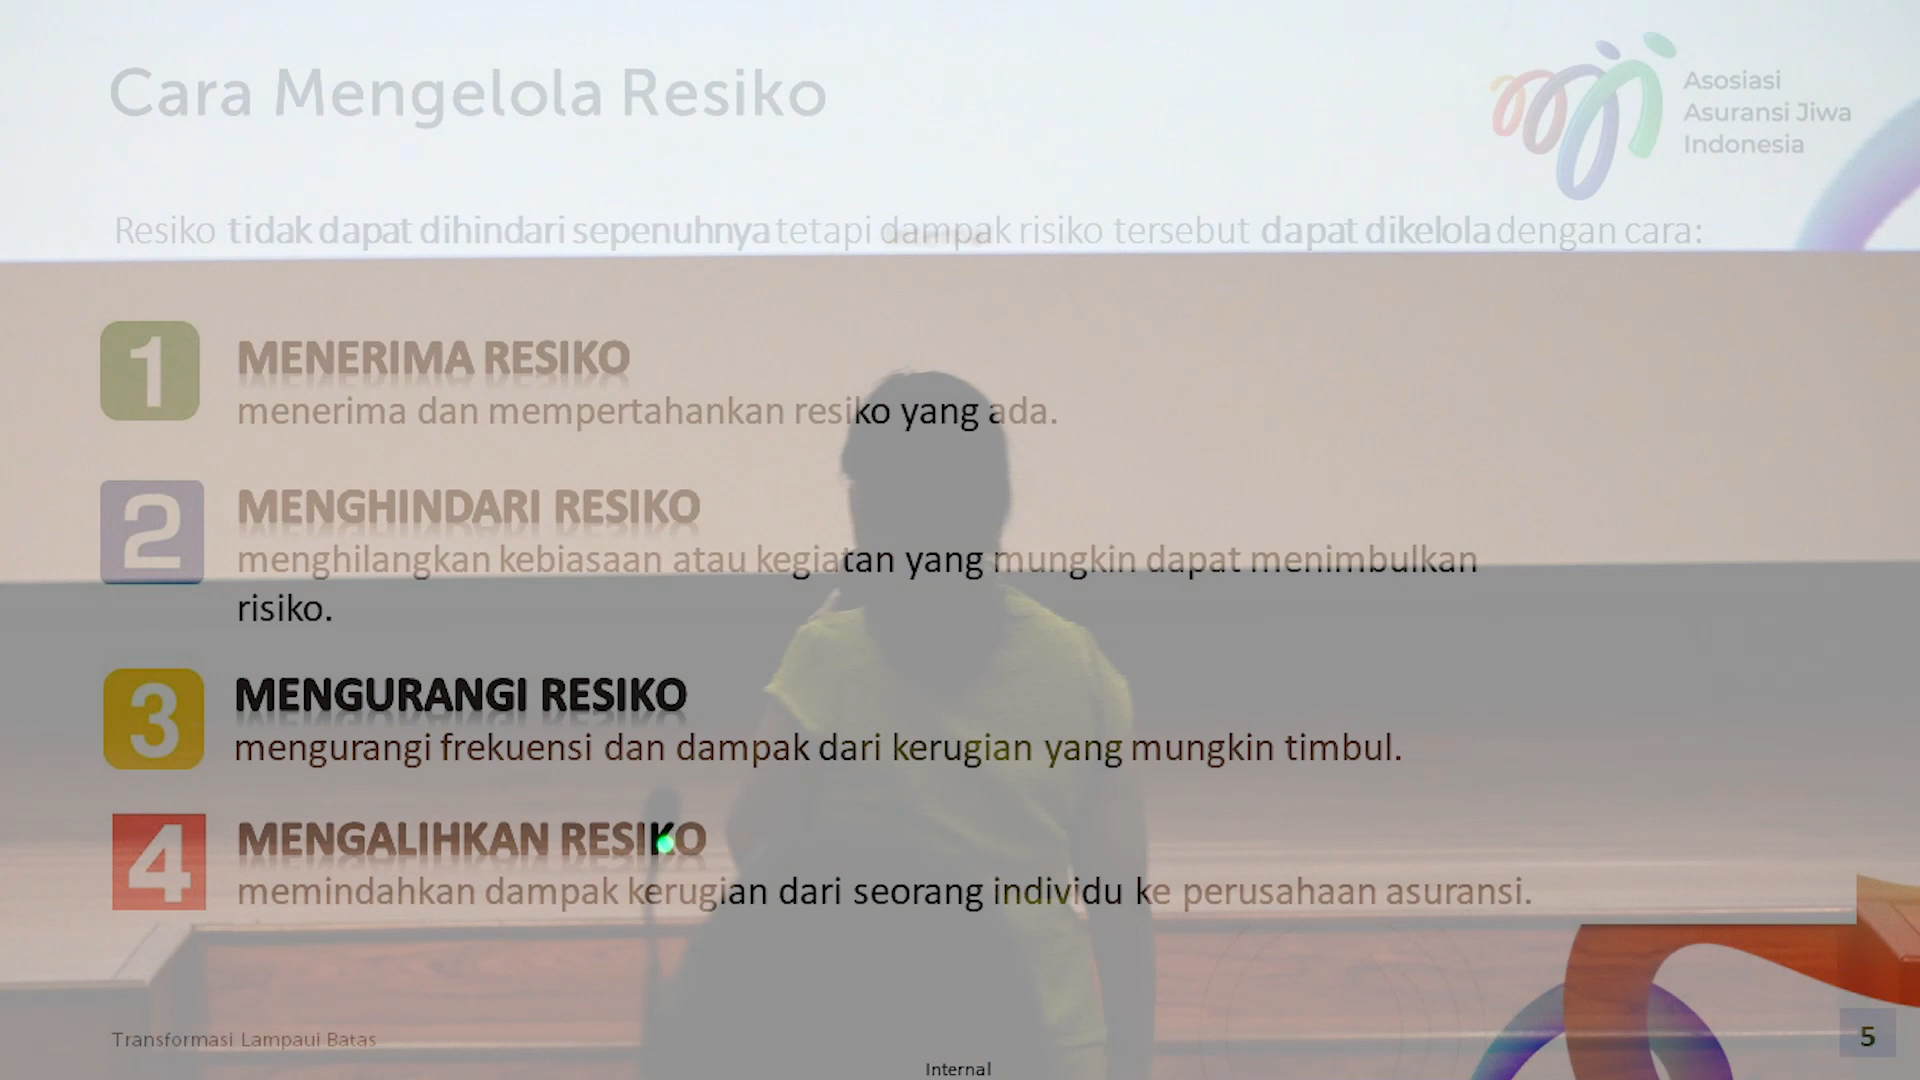 Cara Mengelola Resiko
Asosiasi
Asuransi Jiwa
Indonesia
Resiko tidak dapat dihindari sepenuhnya tetapi dampak risiko tersebut dapat dikelola dengan cara:
1
MENERIMA RESIKO
menerima dan mempertahankan resiko yang ada.
2
MENGHINDARI RESIKO
menghilangkan kebiasaan atau kegiatan yang mungkin dapat menimbulkan
risiko.
3
MENGURANGI RESIKO
mengurangi frekuensi dan dampak dari kerugian yang mungkin timbul.
4
MENGALIHKAN RESIKO
memindahkan dampak kerugian dari seorang individu ke perusahaan asuransi.
Transformasi Lampaui Batas
Internal
5